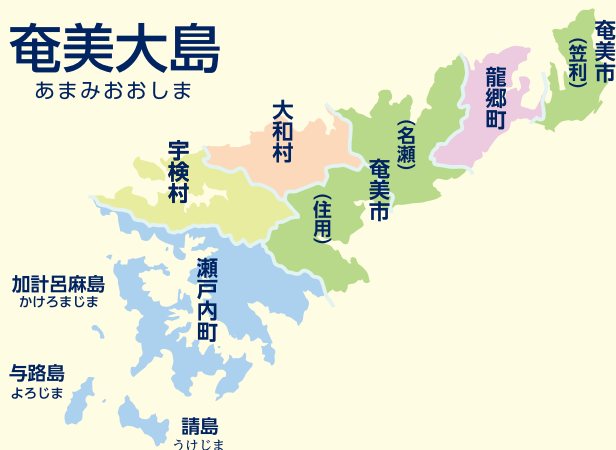 奄美大島
あまみおおしま
奄美市
(笠利)
龍郷町
大和村
(名瀬)
奄美市
宇検村
(住用)
瀬戸内町
加計呂麻島
かけろまじま
与路島
よろじま
請島
うけじま